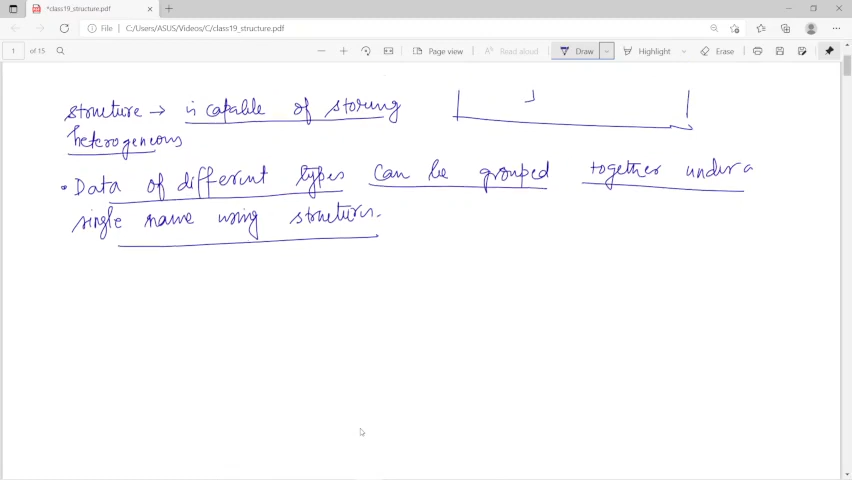 *class19_structure.pdf
File
C:/Users/ASUS/Videos/C/class19_structure.pdf
1 of 15
Page view
Read aloud
Draw
Highlight
Erase
structure → is capable of storing
heterogeneous
• Data of different types can be grouped together under a
single name using structures.